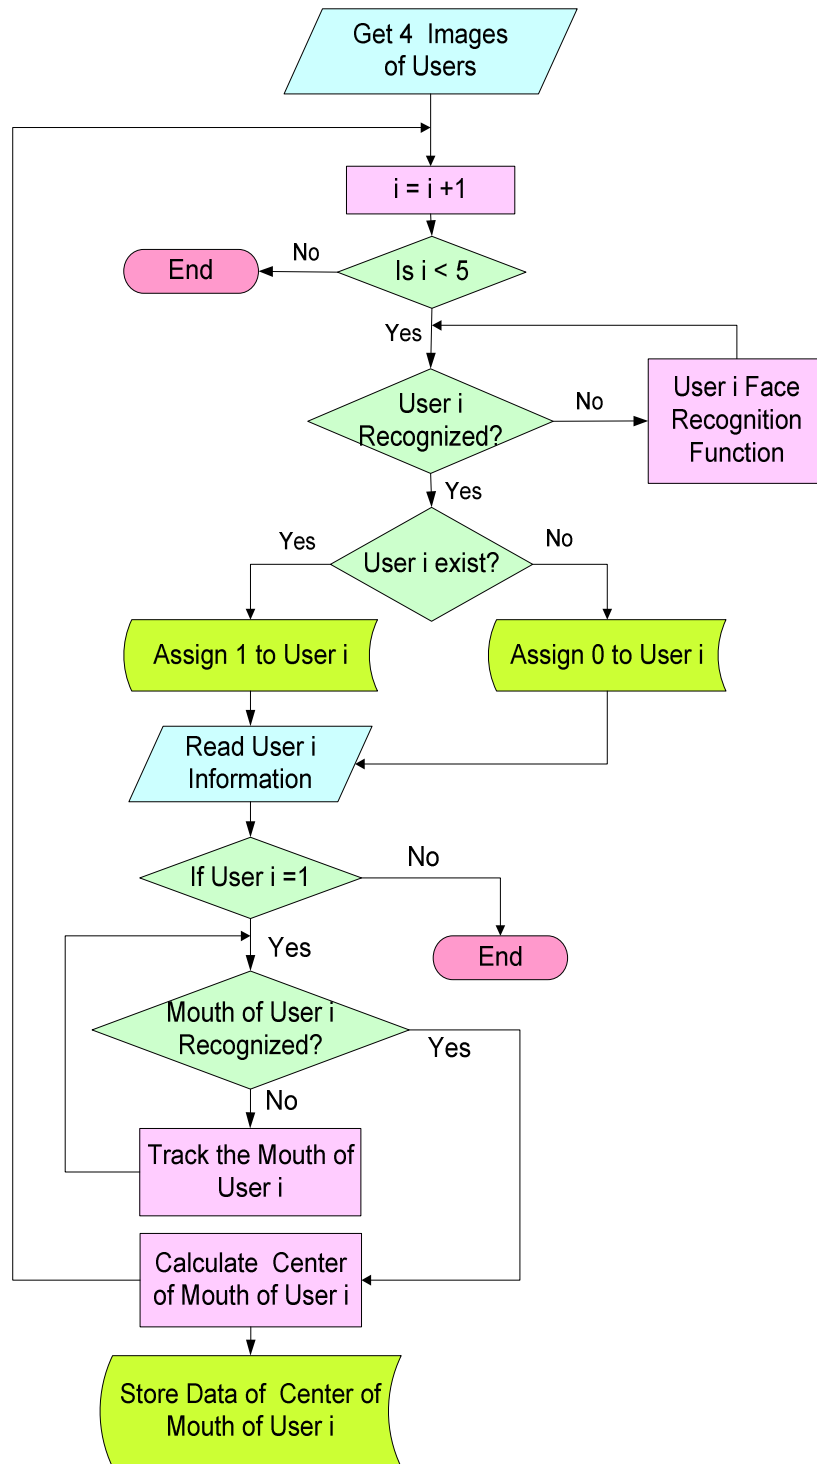 Get 4 Images
of Users
i = i +1
Is i < 5
No
End
Yes
User i
Recognized?
No
User i Face
Recognition
Function
Yes
User i exist?
Yes
No
Assign 1 to User i
Assign 0 to User i
Read User i
Information
If User i =1
No
End
Yes
Mouth of User i
Recognized?
Yes
No
Track the Mouth of
User i
Calculate Center
of Mouth of User i
Store Data of Center of
Mouth of User i